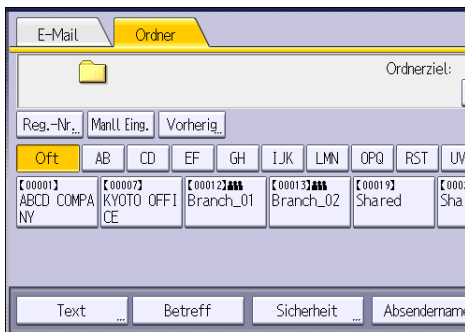 E-Mail Ordner
Ordnerziel:
Reg.-Nr. Manll Eing. Vorherig
Oft AB CD EF GH IJK LMN OPQ RST UV
[00001] [00007] [00012] [00013] [00019]
ABCD COMPA KYOTO OFFI Branch_01 Branch_02 Shared Sha
NY CE
Text Betreff Sicherheit Absendername